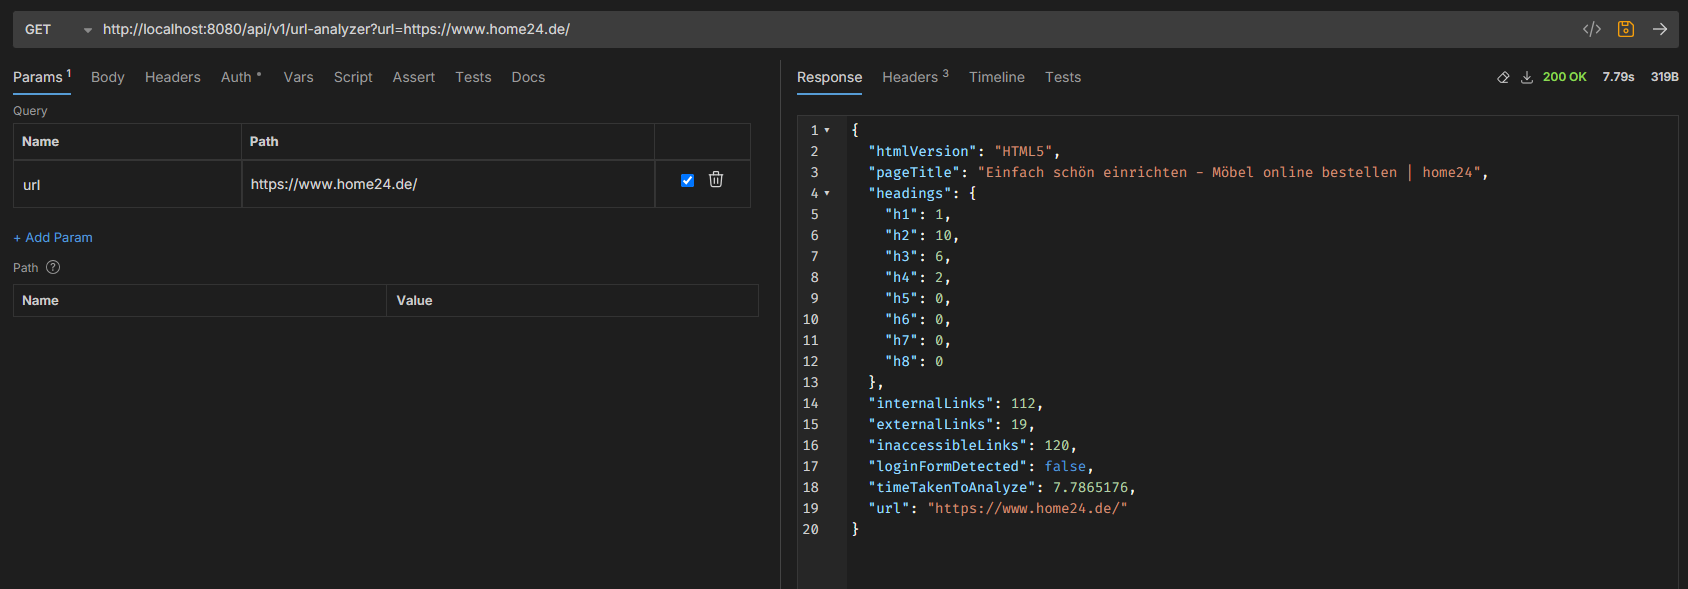 GET http://localhost:8080/api/v1/url-analyzer?url=https://www.home24.de/ </>
Params 1 Body Headers Auth * Vars Script Assert Tests Docs
Query
Name Path
url https://www.home24.de/
+ Add Param
Path ?
Name Value
Response Headers 3 Timeline Tests 200 OK 7.79s 319B
1 {
2 "htmlVersion": "HTML5",
3 "pageTitle": "Einfach schön einrichten - Möbel online bestellen | home24",
4 "headings": {
5 "h1": 1,
6 "h2": 10,
7 "h3": 6,
8 "h4": 2,
9 "h5": 0,
10 "h6": 0,
11 "h7": 0,
12 "h8": 0
13 },
14 "internalLinks": 112,
15 "externalLinks": 19,
16 "inaccessibleLinks": 120,
17 "loginFormDetected": false,
18 "timeTakenToAnalyze": 7.7865176,
19 "url": "https://www.home24.de/"
20 }